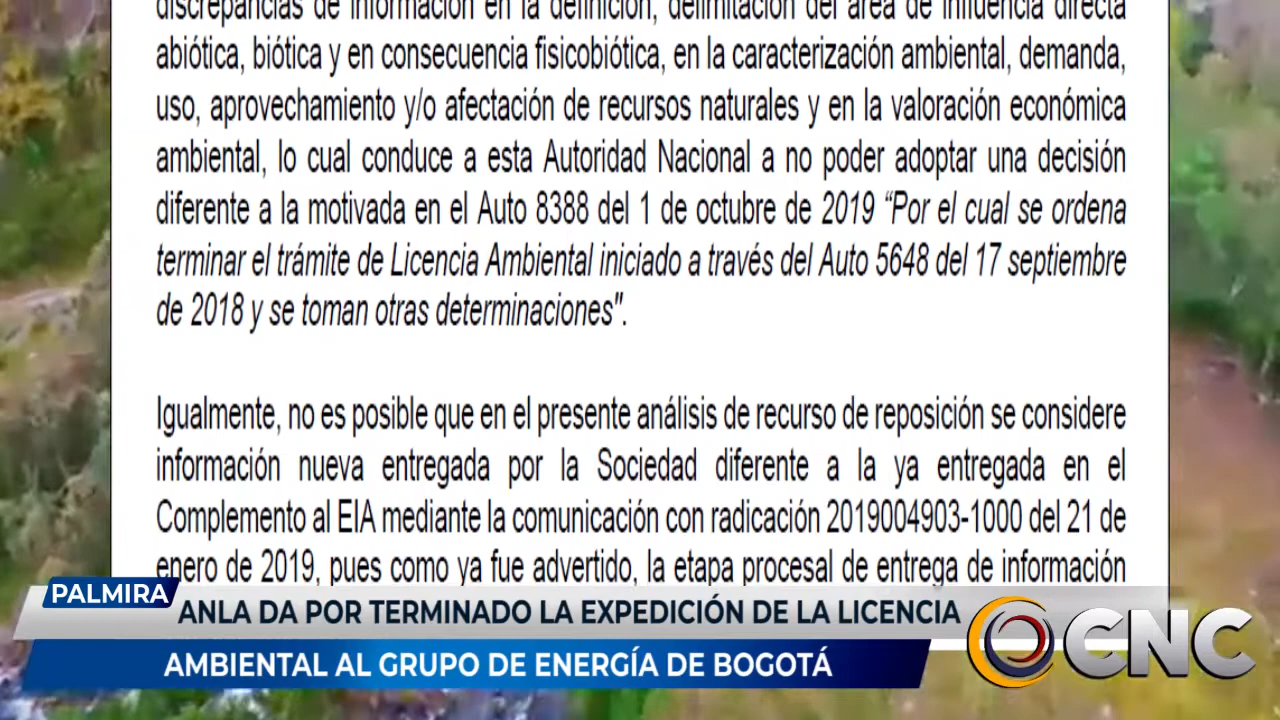 discrepancias de información en la definición, delimitación del área de influencia directa
abiótica, biótica y en consecuencia fisicobiótica, en la caracterización ambiental, demanda,
uso, aprovechamiento y/o afectación de recursos naturales y en la valoración económica
ambiental, lo cual conduce a esta Autoridad Nacional a no poder adoptar una decisión
diferente a la motivada en el Auto 8388 del 1 de octubre de 2019 “Por el cual se ordena
terminar el trámite de Licencia Ambiental iniciado a través del Auto 5648 del 17 septiembre
de 2018 y se toman otras determinaciones".
Igualmente, no es posible que en el presente análisis de recurso de reposición se considere
información nueva entregada por la Sociedad diferente a la ya entregada en el
Complemento al EIA mediante la comunicación con radicación 2019004903-1000 del 21 de
enero de 2019, pues como ya fue advertido, la etapa procesal de entrega de información
PALMIRA
ANLA DA POR TERMINADO LA EXPEDICIÓN DE LA LICENCIA
AMBIENTAL AL GRUPO DE ENERGÍA DE BOGOTÁ
CNC